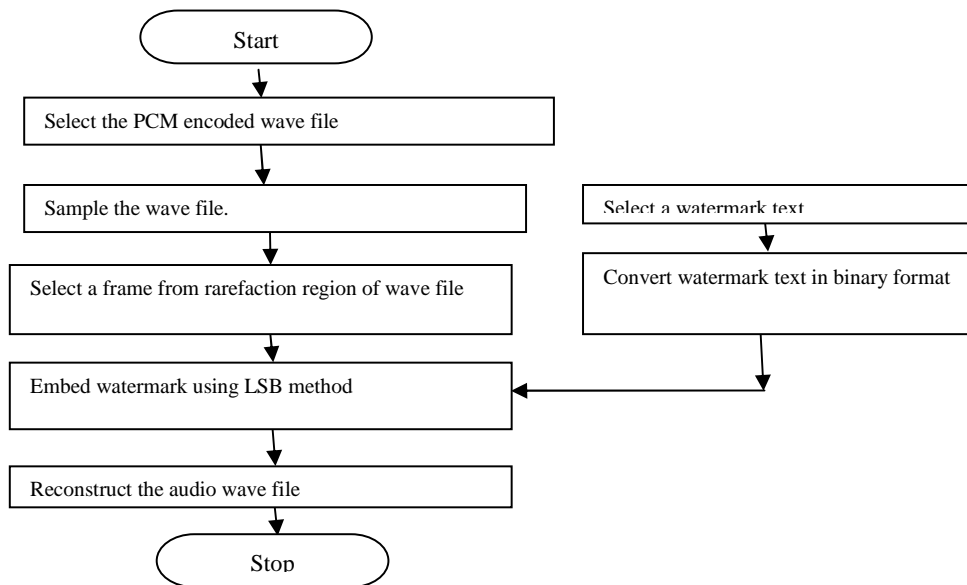 Start
Select the PCM encoded wave file
Sample the wave file.
Select a watermark text
Select a frame from rarefaction region of wave file
Convert watermark text in binary format
Embed watermark using LSB method
Reconstruct the audio wave file
Stop